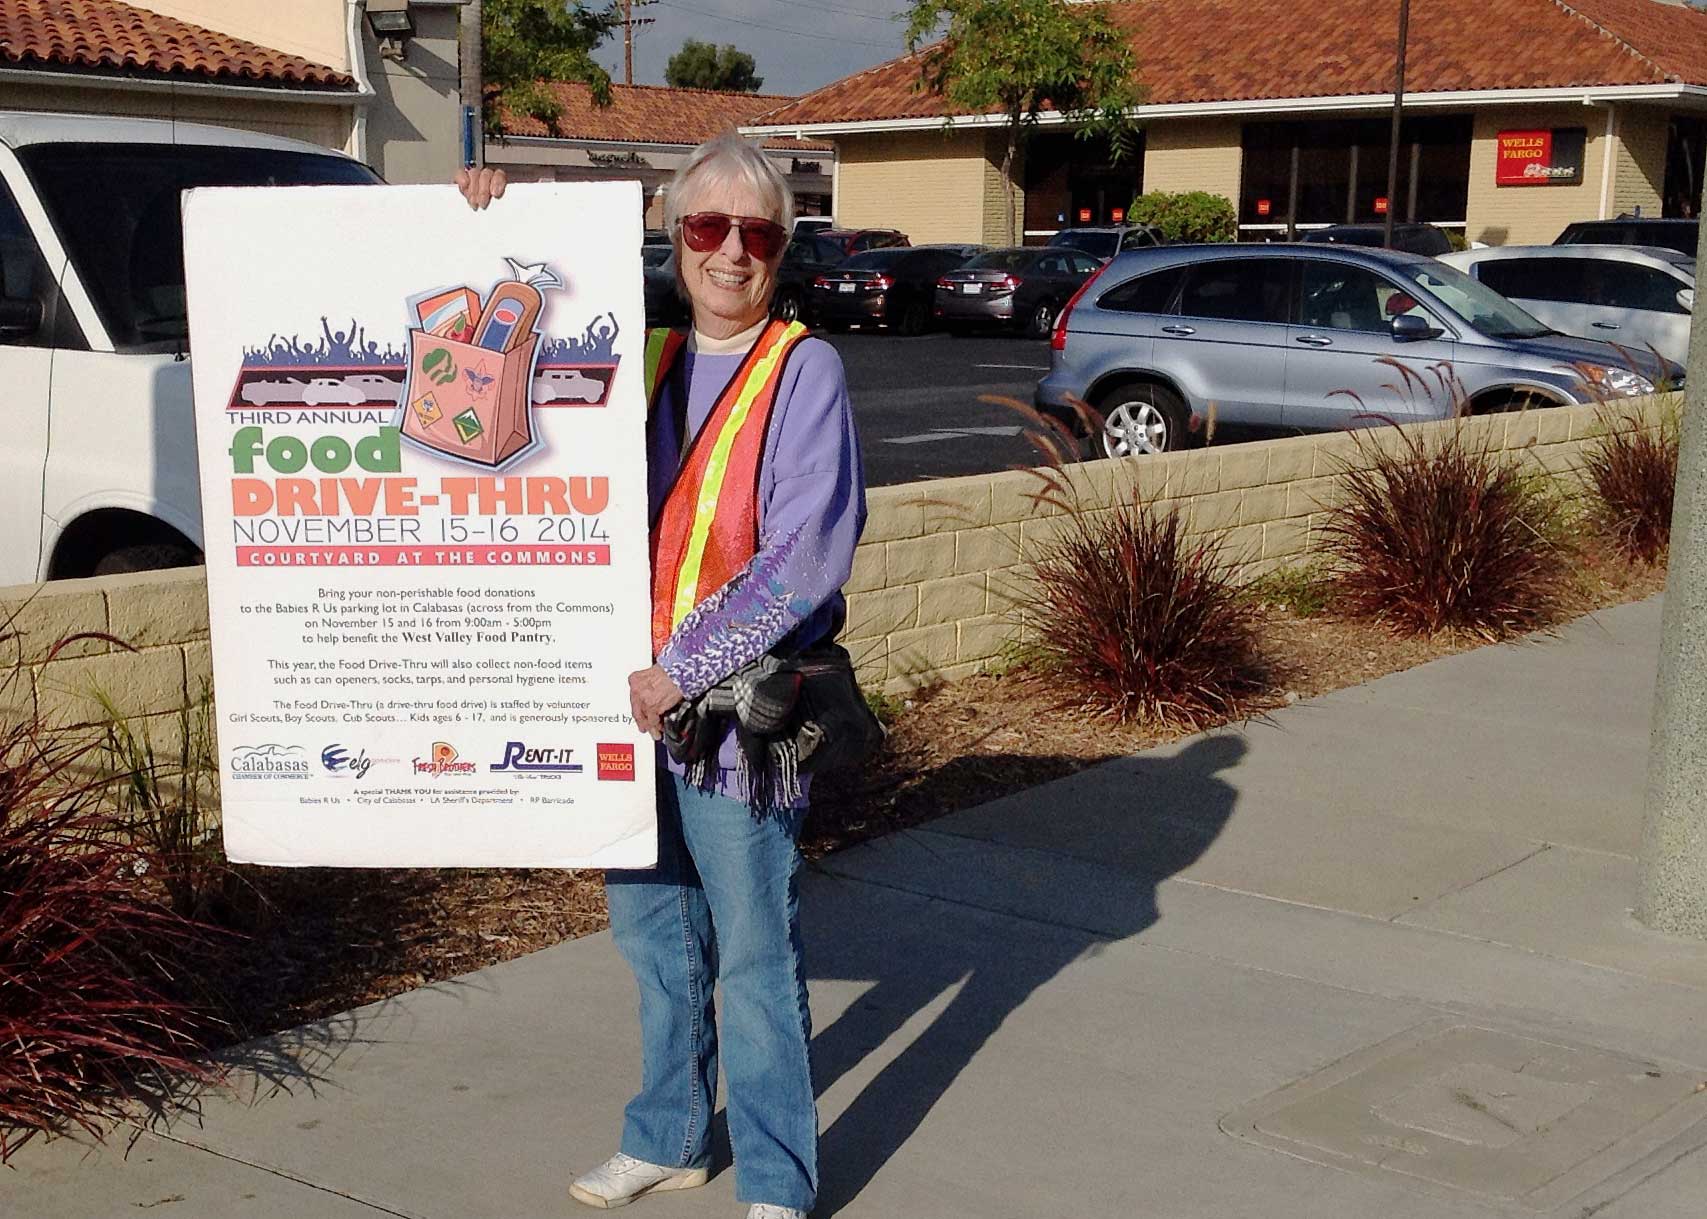 THIRD ANNUAL
food
DRIVE-THRU
NOVEMBER 15-16 2014
COURTYARD AT THE COMMONS
Bring your non-perishable food donations
to the Babies R Us parking lot in Calabasas (across from the Commons)
on November 15 and 16 from 9:00am - 5:00pm
to help benefit the West Valley Food Pantry.
This year, the Food Drive-Thru will also collect non-food items
such as can openers, socks, tarps, and personal hygiene items.
The Food Drive-Thru (a drive-thru food drive) is staffed by volunteer
Girl Scouts, Boy Scouts, Cub Scouts... Kids ages 6 - 17, and is generously sponsored by
Calabasas
CHAMBER OF COMMERCE
elg
FRESH BROTHERS
RENT-IT
WELLS
FARGO
A special THANK YOU for assistance provided by:
Babies R Us • City of Calabasas • LA Sheriff's Department • RP Barricade
magnolia
WELLS
FARGO